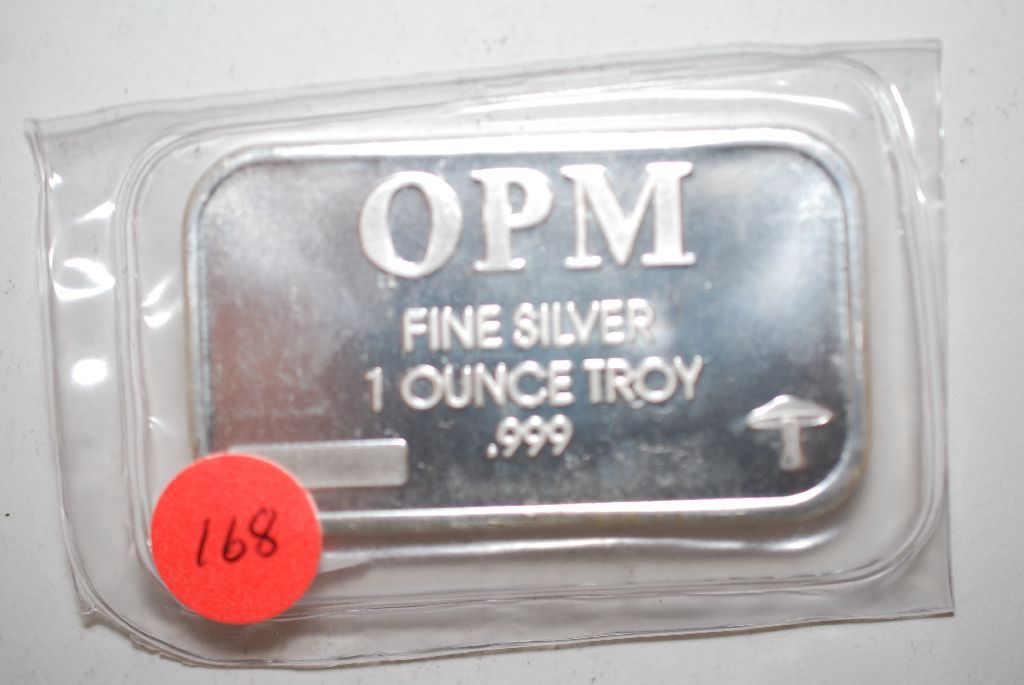 OPM
FINE SILVER
1 OUNCE TROY
.999
168